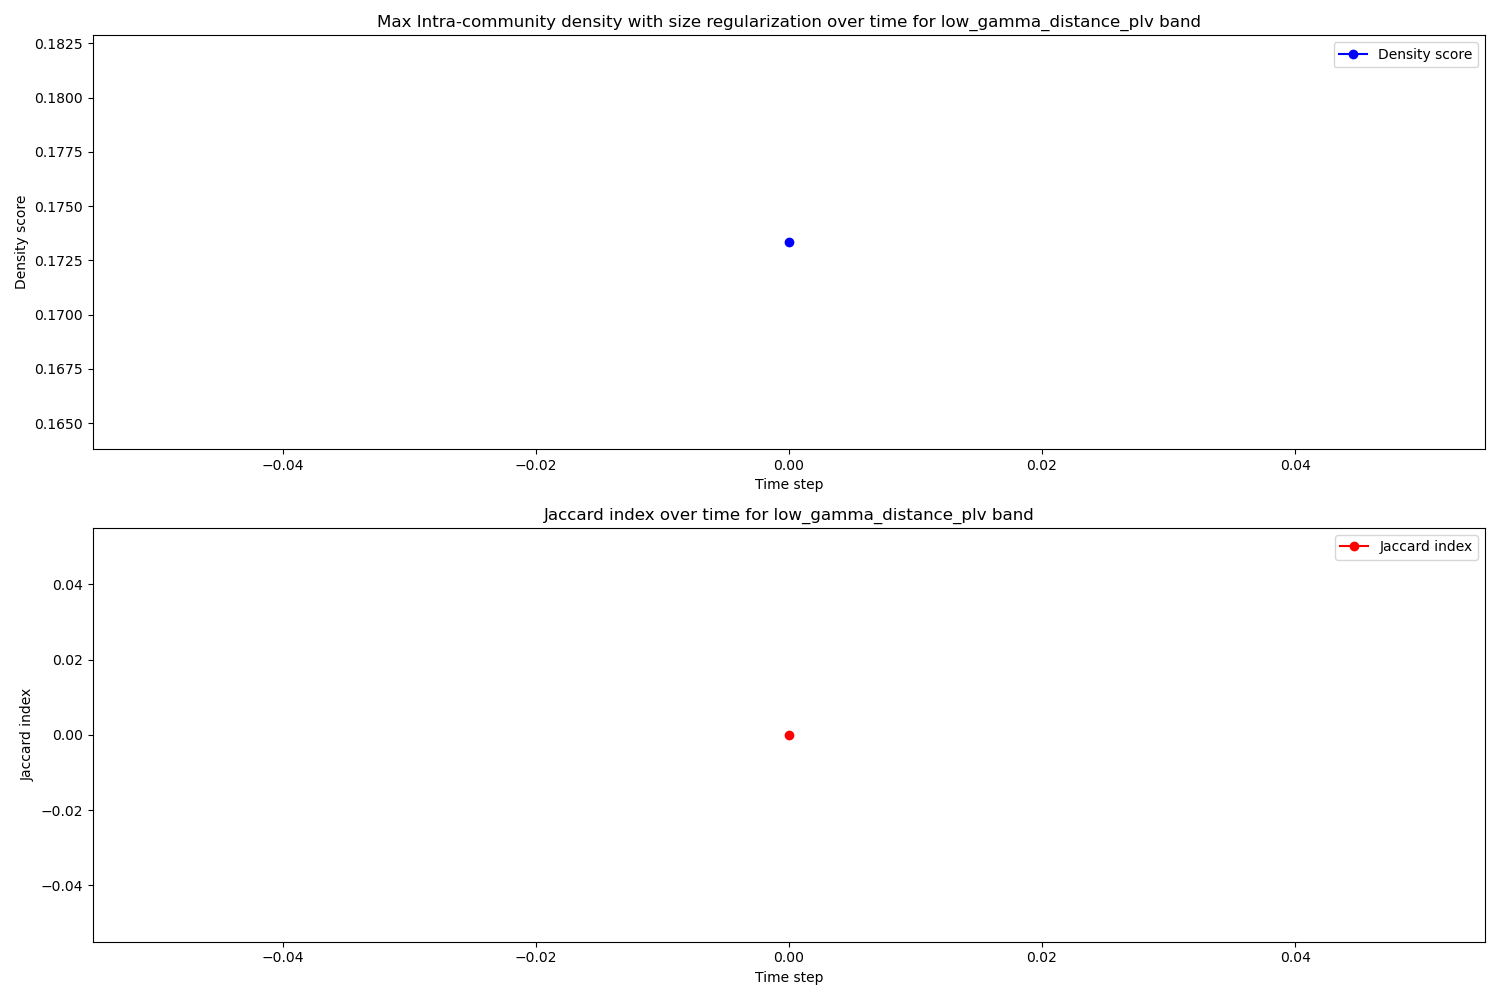 Max Intra-community density with size regularization over time for low_gamma_distance_plv band
Density score
0.1825
0.1800
0.1775
0.1750
0.1725
0.1700
0.1675
0.1650
Density score
−0.04
−0.02
0.00
0.02
0.04
Time step
Jaccard index over time for low_gamma_distance_plv band
Jaccard index
0.04
0.02
0.00
−0.02
−0.04
Jaccard index
−0.04
−0.02
0.00
0.02
0.04
Time step